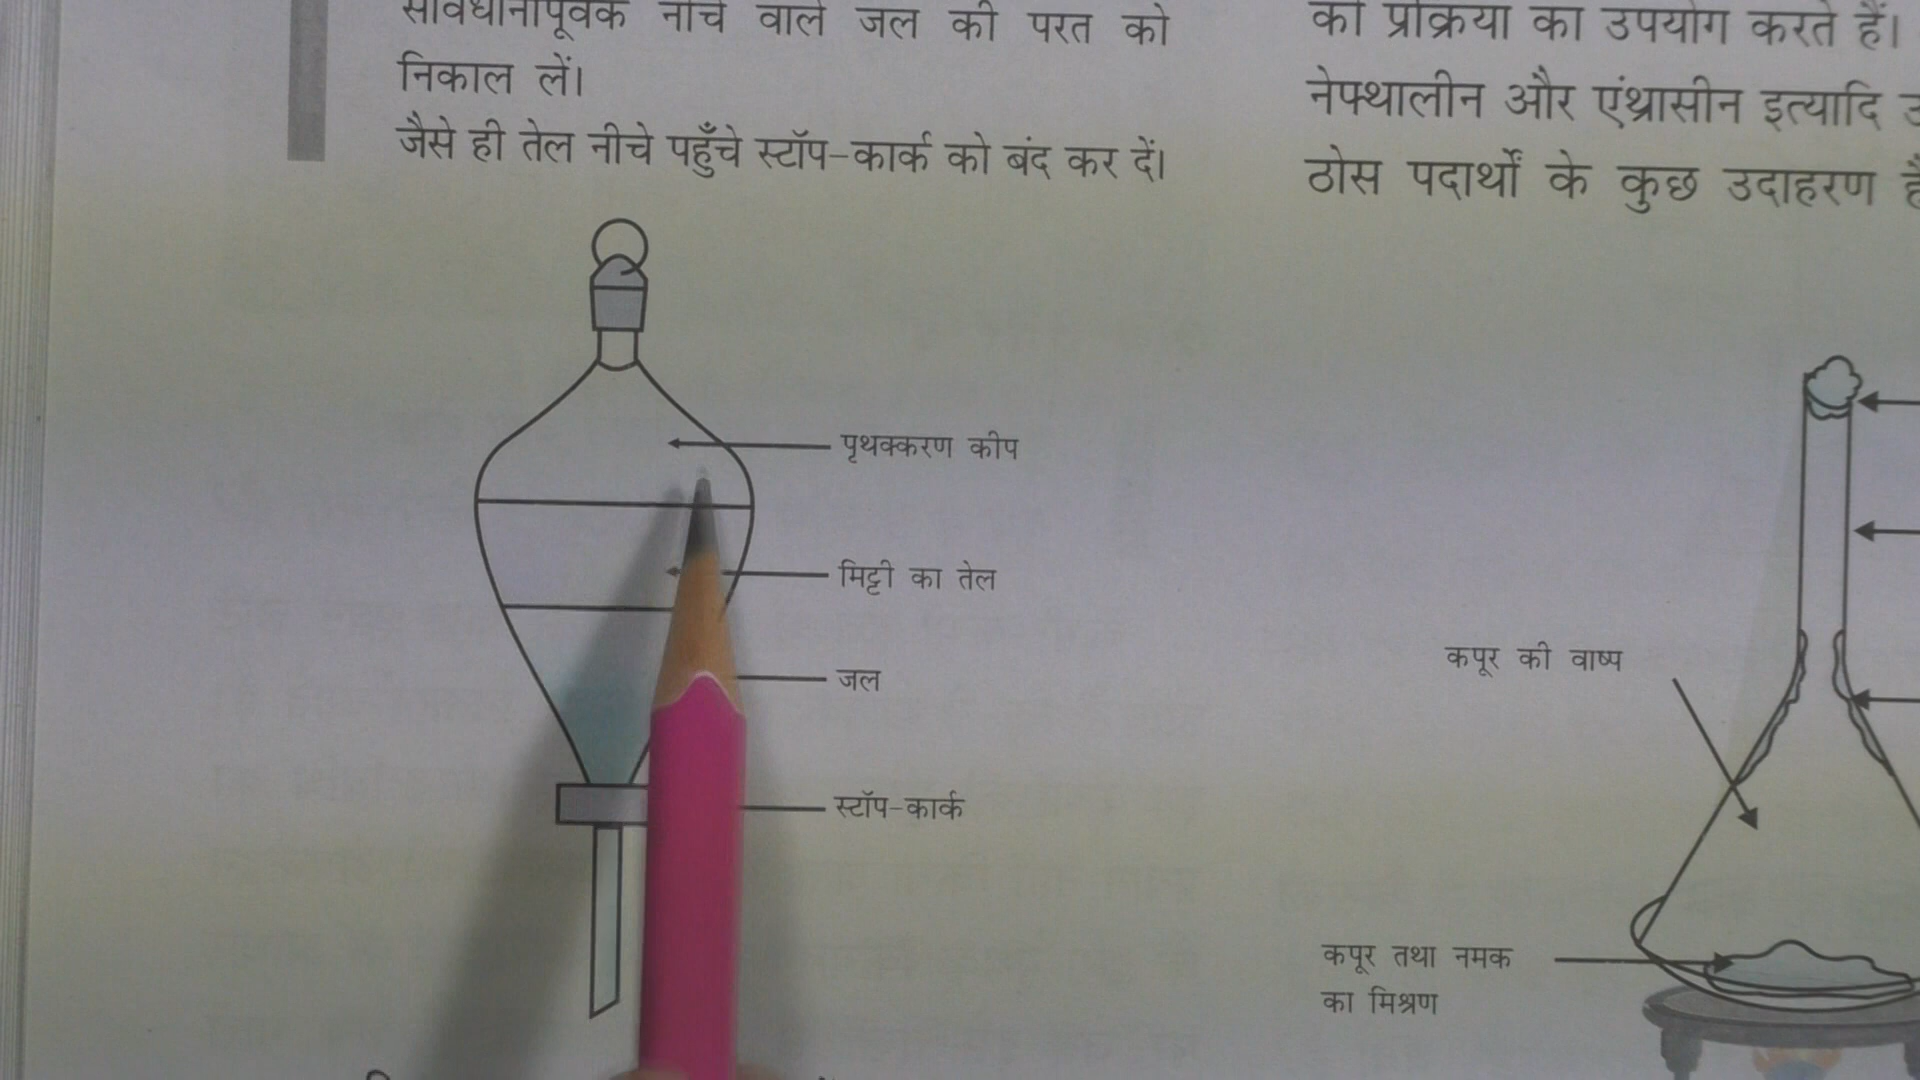 सावधानीपूर्वक नीचे वाले जल की परत को
निकाल लें।
जैसे ही तेल नीचे पहुँचे स्टॉप-कार्क को बंद कर दें।
पृथक्करण कीप
मिट्टी का तेल
जल
स्टॉप-कार्क
की प्रक्रिया का उपयोग करते हैं।
नेफ्थालीन और एंथ्रासीन इत्यादि
ठोस पदार्थों के कुछ उदाहरण
कपूर की वाष्प
कपूर तथा नमक
का मिश्रण